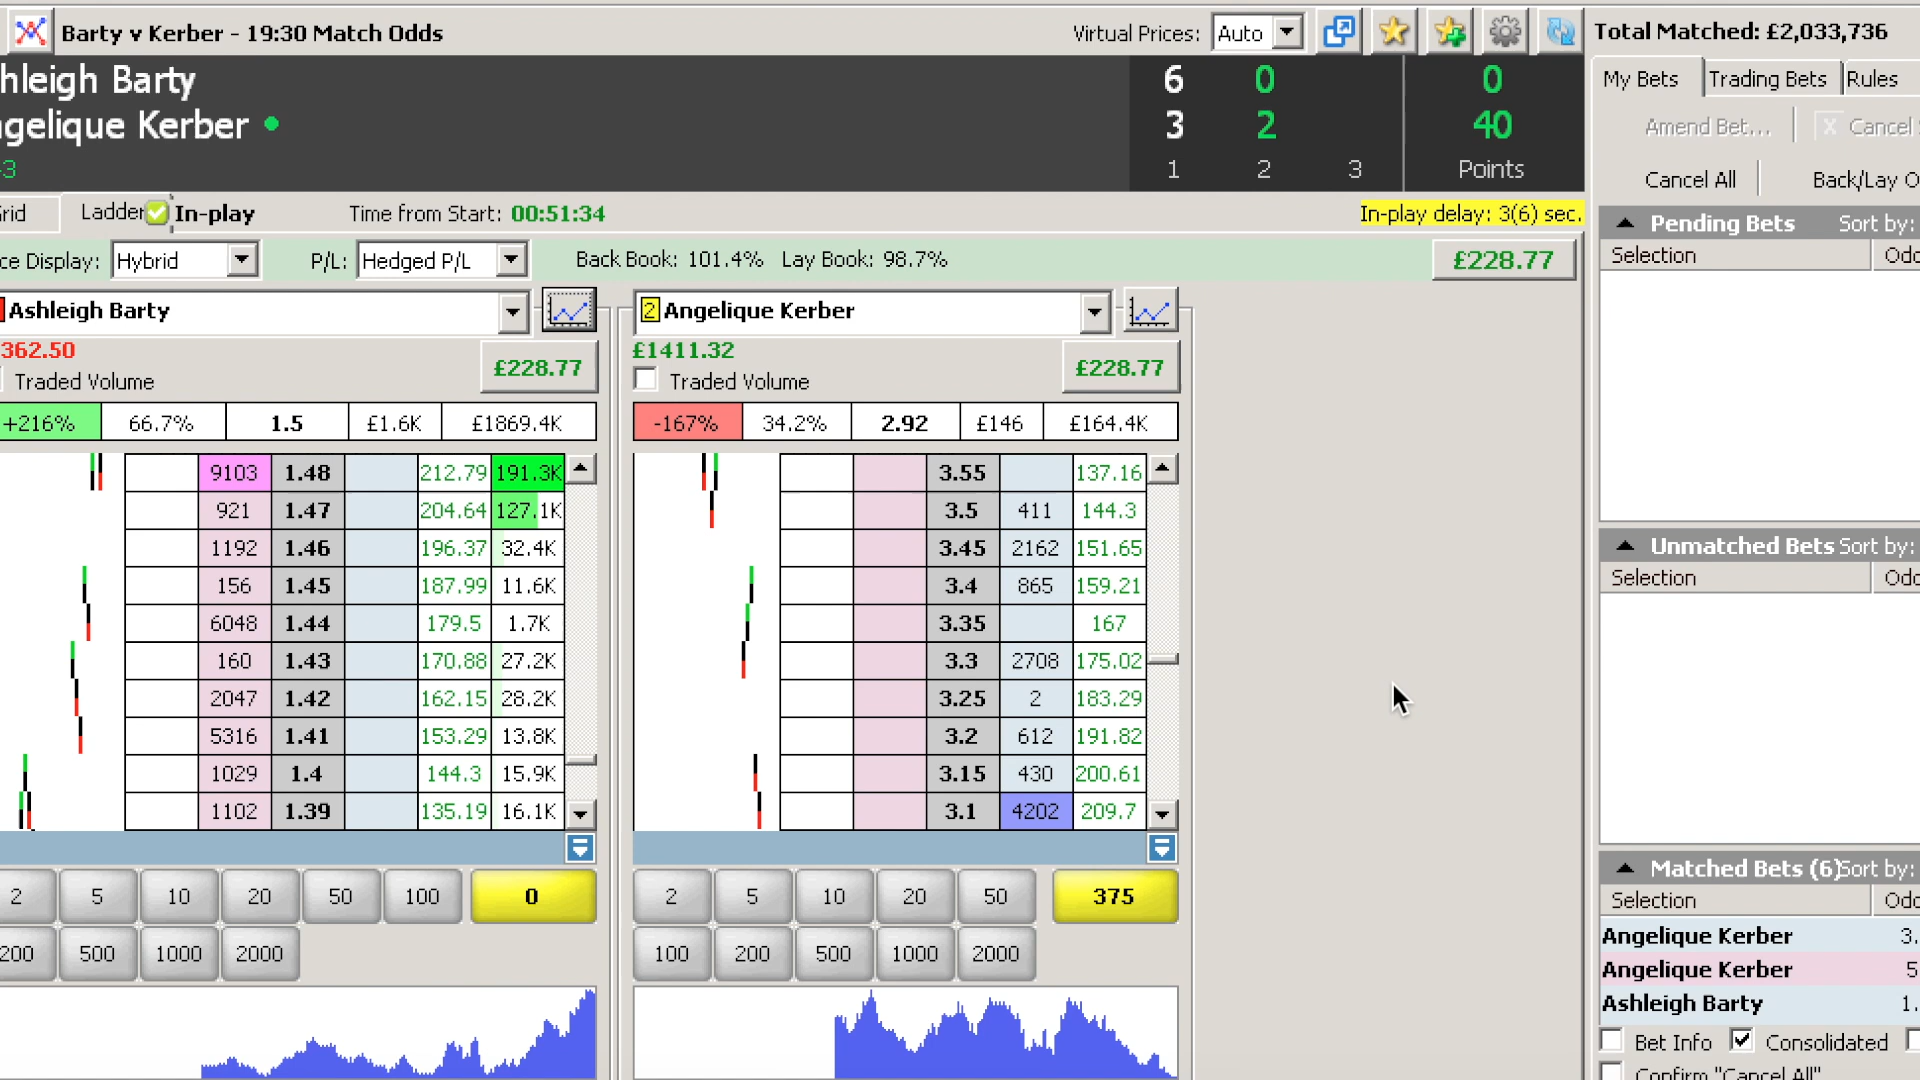 Barty v Kerber - 19:30 Match Odds
Virtual Prices: Auto
Total Matched: £2,033,736
hleigh Barty 6 0 0
ngelique Kerber 3 2 40
-3 1 2 3 Points
My Bets Trading Bets Rules
Amend Bet... X Cancel
Cancel All Back/Lay O
rid Ladder In-play Time from Start: 00:51:34 In-play delay: 3(6) sec.
ce Display: Hybrid P/L: Hedged P/L Back Book: 101.4% Lay Book: 98.7% £228.77
Pending Bets Sort by:
Selection Odd
Ashleigh Barty 2 Angelique Kerber
362.50 £228.77 £1411.32 £228.77
Traded Volume Traded Volume
+216% 66.7% 1.5 £1.6K £1869.4K -167% 34.2% 2.92 £146 £164.4K
9103 1.48 212.79 191.3K 3.55 137.16
921 1.47 204.64 127.1K 3.5 411 144.3
1192 1.46 196.37 32.4K 3.45 2162 151.65
156 1.45 187.99 11.6K 3.4 865 159.21
6048 1.44 179.5 1.7K 3.35 167
160 1.43 170.88 27.2K 3.3 2708 175.02
2047 1.42 162.15 28.2K 3.25 2 183.29
5316 1.41 153.29 13.8K 3.2 612 191.82
1029 1.4 144.3 15.9K 3.15 430 200.61
1102 1.39 135.19 16.1K 3.1 4202 209.7
Unmatched Bets Sort by:
Selection Odd
2 5 10 20 50 100 0 2 5 10 20 50 375
200 500 1000 2000 100 200 500 1000 2000
Matched Bets (6) Sort by:
Selection Odd
Angelique Kerber 3.
Angelique Kerber 5
Ashleigh Barty 1.
Bet Info Consolidated
Confirm "Cancel All"